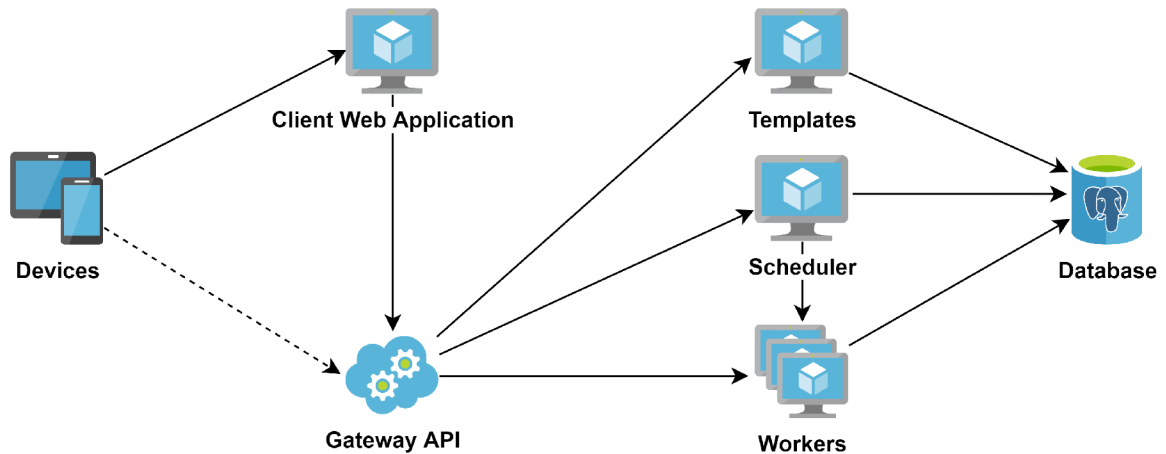 Client Web Application
Templates
Devices
Scheduler
Database
Gateway API
Workers